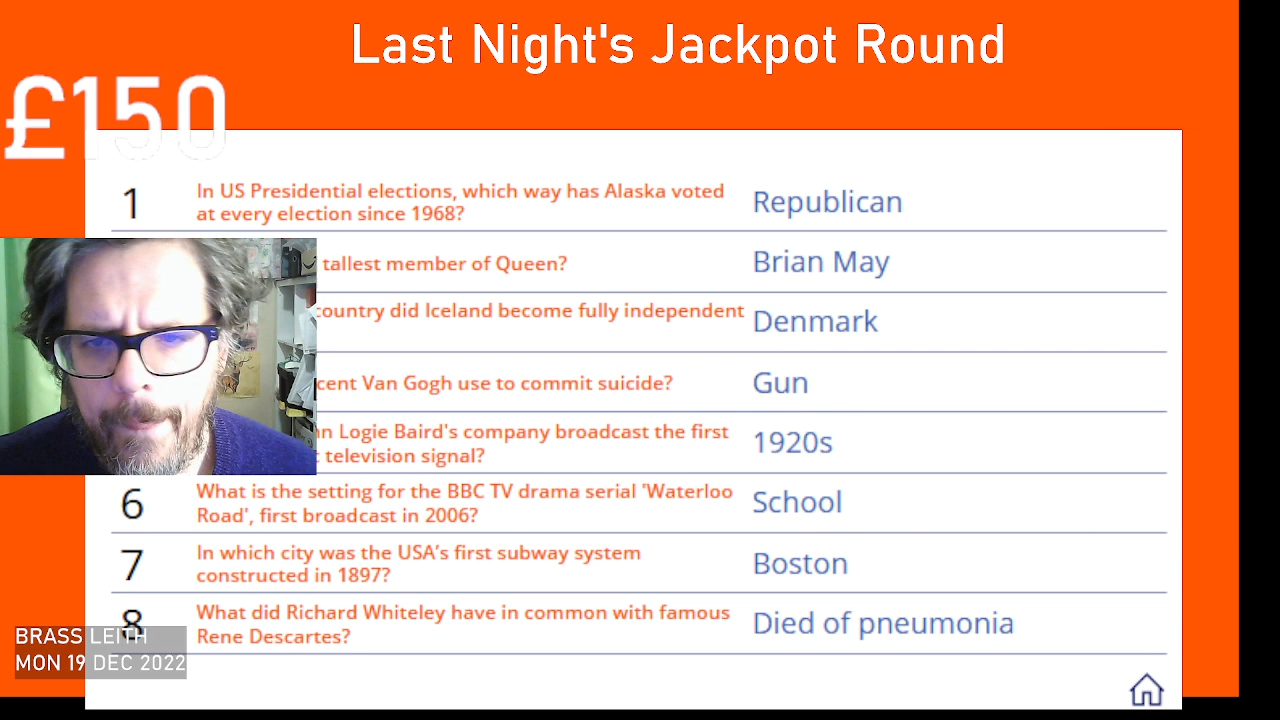 Last Night's Jackpot Round
£150
1
In US Presidential elections, which way has Alaska voted
at every election since 1968?
Republican
tallest member of Queen?
Brian May
country did Iceland become fully independent
Denmark
Van Gogh use to commit suicide?
Gun
Logie Baird's company broadcast the first
television signal?
1920s
6
What is the setting for the BBC TV drama serial 'Waterloo
Road', first broadcast in 2006?
School
7
In which city was the USA's first subway system
constructed in 1897?
Boston
8
What did Richard Whiteley have in common with famous
Rene Descartes?
Died of pneumonia
BRASS LEITH
MON 19 DEC 2022